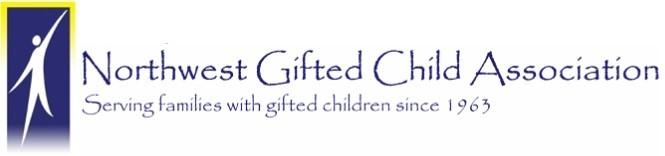 Northwest Gifted Child Association
Serving families with gifted children since 1963